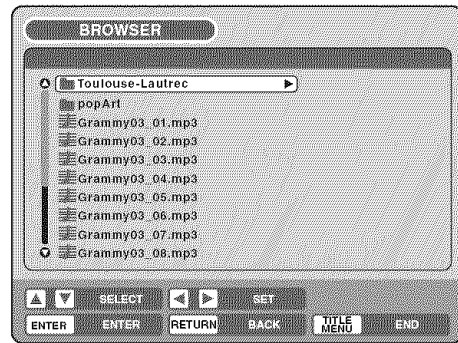 BROWSER
Toulouse-Lautrec
popArt
Grammy03_01.mp3
Grammy03_02.mp3
Grammy03_03.mp3
Grammy03_04.mp3
Grammy03_05.mp3
Grammy03_06.mp3
Grammy03_07.mp3
Grammy03_08.mp3
SELECT SET
ENTER ENTER RETURN BACK TITLE MENU END